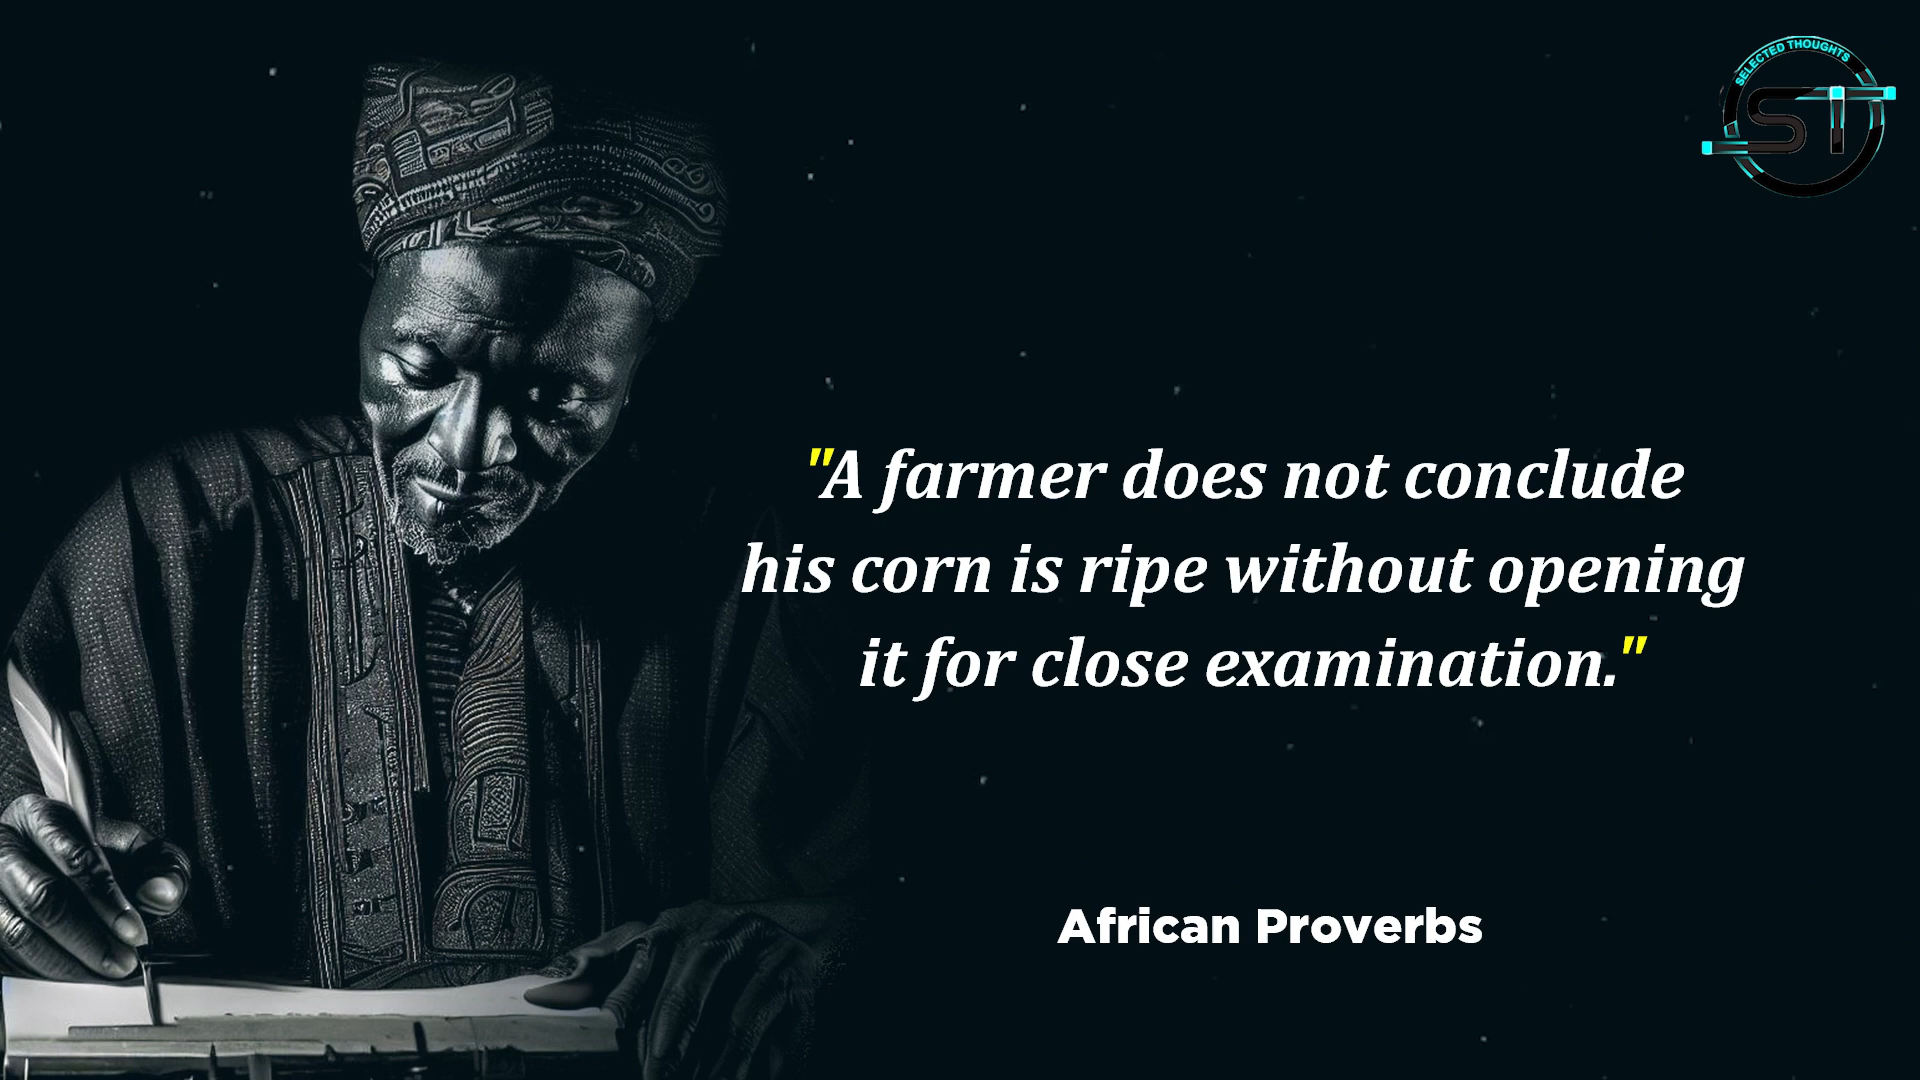 SELECTED THOUGHTS
ST
"A farmer does not conclude
his corn is ripe without opening
it for close examination."
African Proverbs